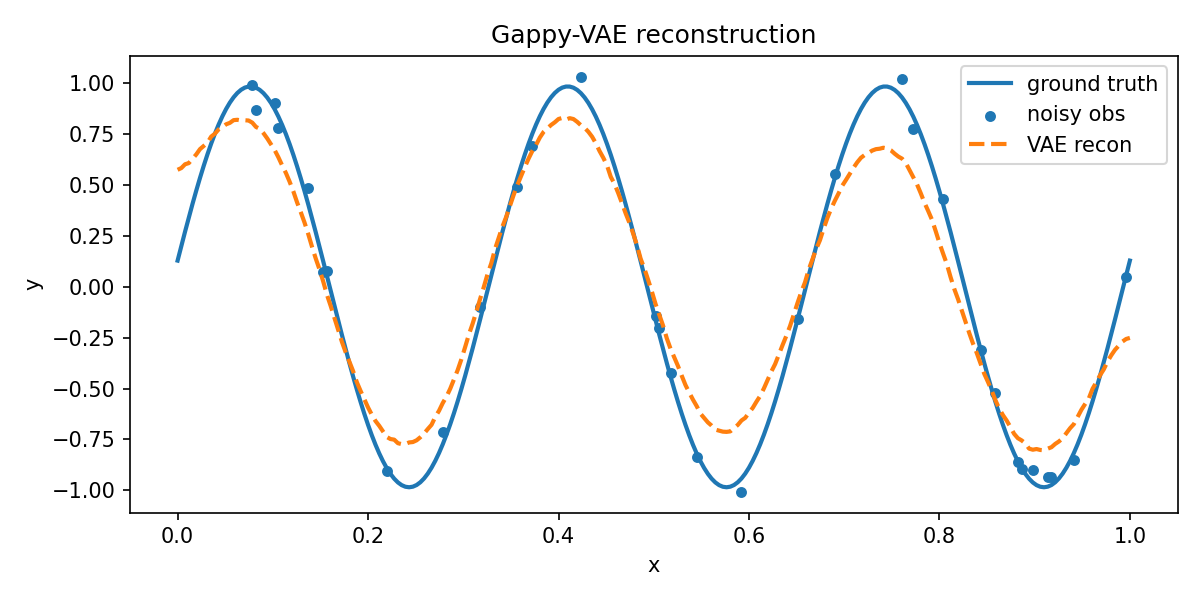 Gappy-VAE reconstruction
ground truth
noisy obs
VAE recon
1.00
0.75
0.50
0.25
0.00
−0.25
−0.50
−0.75
−1.00
y
0.0 0.2 0.4 0.6 0.8 1.0
x